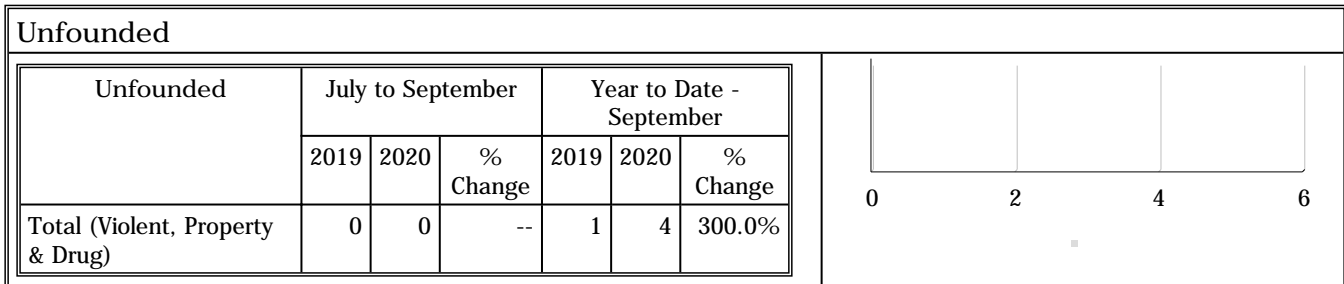 Unfounded
Unfounded July to September Year to Date -
September
2019 2020 % 2019 2020 %
Change Change
Total (Violent, Property 0 0 -- 1 4 300.0%
& Drug)
0 2 4 6